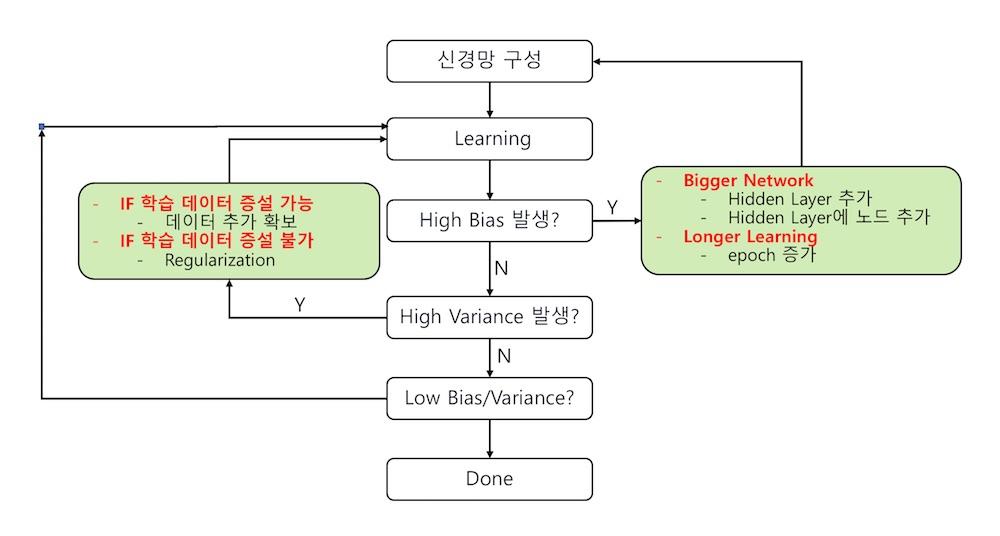 신경망 구성
Learning
- IF 학습 데이터 증설 가능
- 데이터 추가 확보
- IF 학습 데이터 증설 불가
- Regularization
High Bias 발생?
Y
- Bigger Network
- Hidden Layer 추가
- Hidden Layer에 노드 추가
- Longer Learning
- epoch 증가
N
Y
High Variance 발생?
N
Low Bias/Variance?
Done